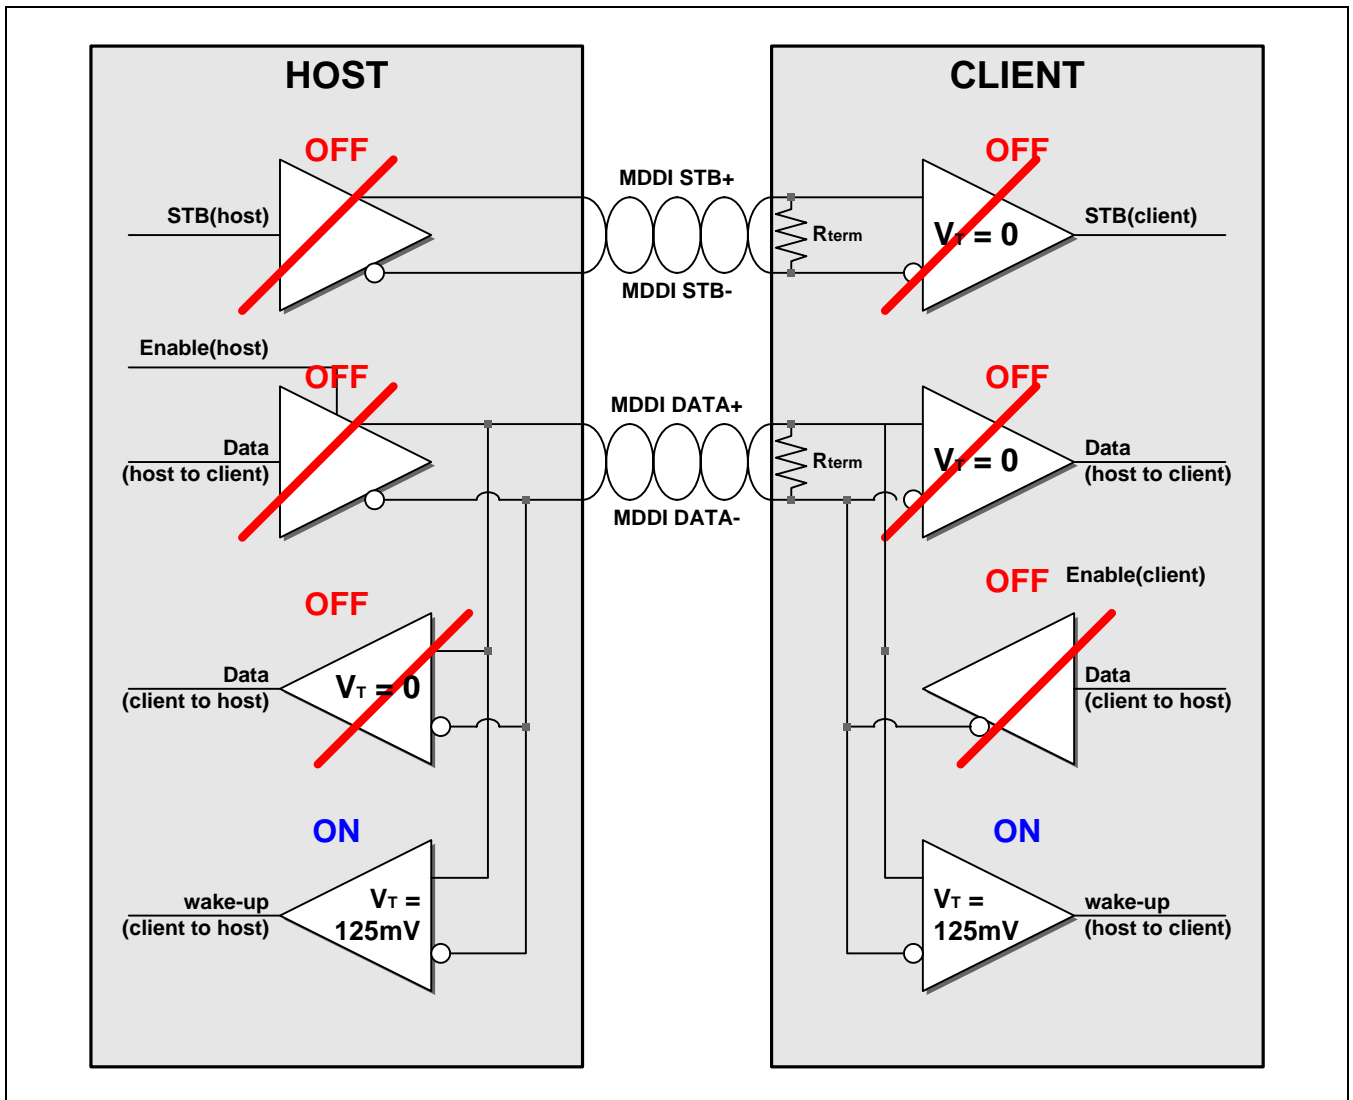 HOST
CLIENT
OFF
OFF
MDDI STB+
STB(host)
Rterm
VT = 0
STB(client)
MDDI STB-
Enable(host)
OFF
OFF
MDDI DATA+
Data
(host to client)
Rterm
VT = 0
Data
(host to client)
MDDI DATA-
OFF
OFF
Enable(client)
Data
(client to host)
VT = 0
Data
(client to host)
ON
ON
wake-up
(client to host)
VT =
125mV
VT =
125mV
wake-up
(host to client)